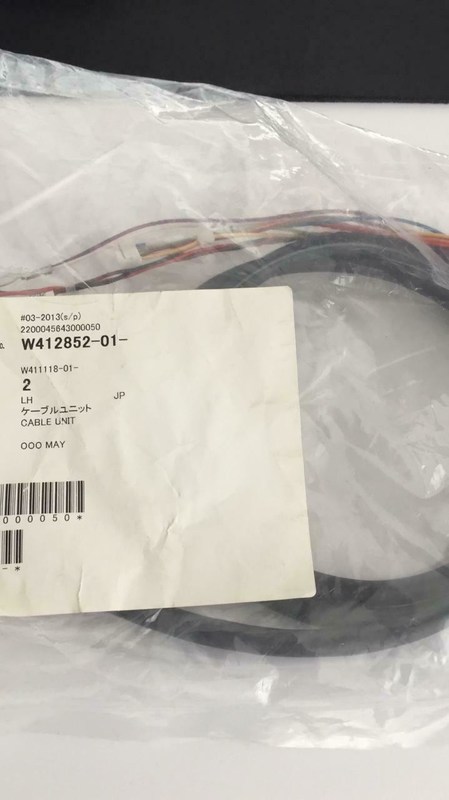 #03-2013(s/p)
2200045643000050
W412852-01-
W411118-01-
2
LH JP
ケーブルユニット
CABLE UNIT
OOO MAY
000050*
-*